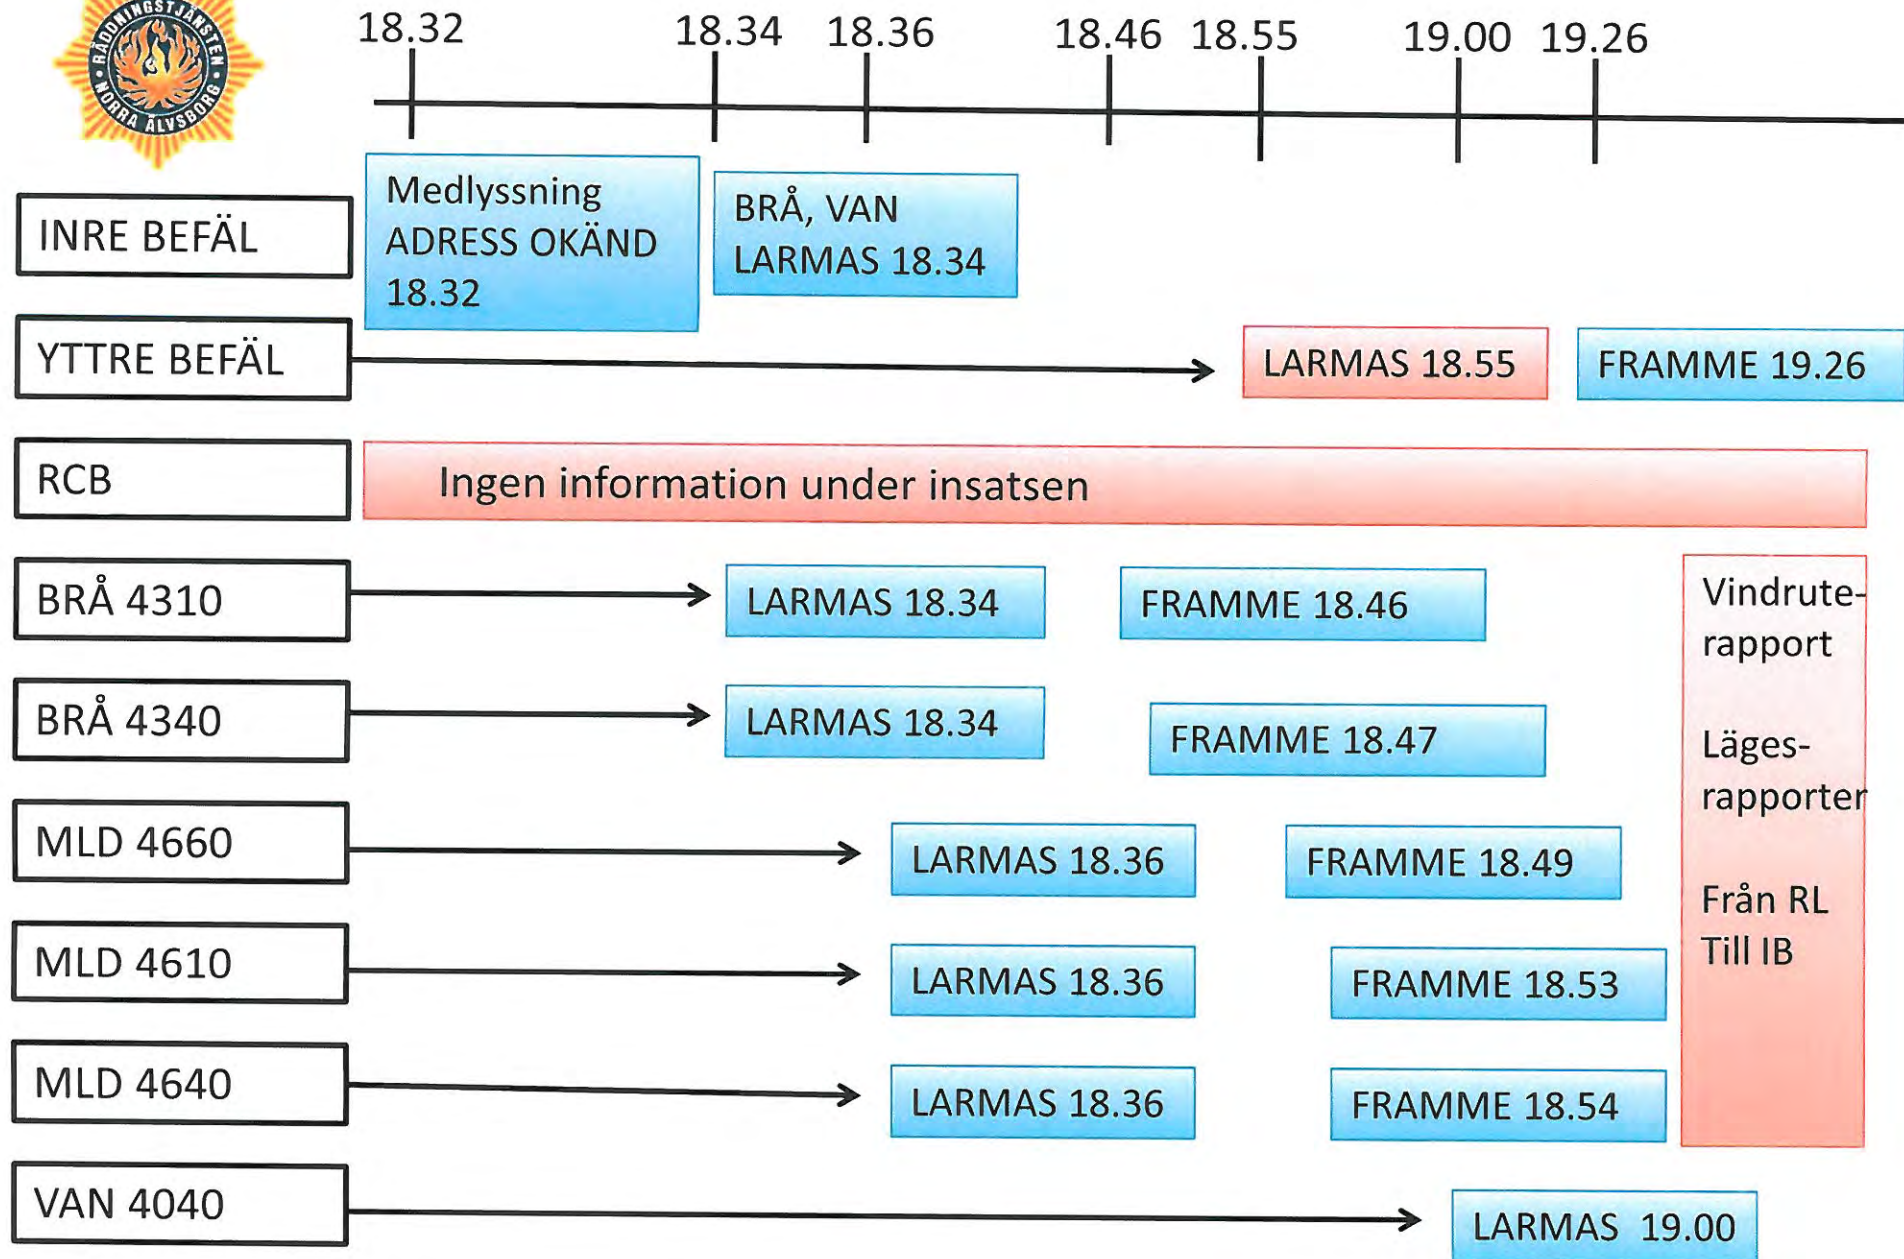 RÄDDNINGSTJÄNSTEN
NORRA ÄLVSBORG
18.32 18.34 18.36 18.46 18.55 19.00 19.26
INRE BEFÄL
Medlyssning
ADRESS OKÄND
18.32
BRÅ, VAN
LARMAS 18.34
YTTRE BEFÄL
LARMAS 18.55
FRAMME 19.26
RCB
Ingen information under insatsen
BRÅ 4310
LARMAS 18.34
FRAMME 18.46
BRÅ 4340
LARMAS 18.34
FRAMME 18.47
MLD 4660
LARMAS 18.36
FRAMME 18.49
MLD 4610
LARMAS 18.36
FRAMME 18.53
MLD 4640
LARMAS 18.36
FRAMME 18.54
VAN 4040
LARMAS 19.00
Vindrute-
rapport
Läges-
rapporter
Från RL
Till IB